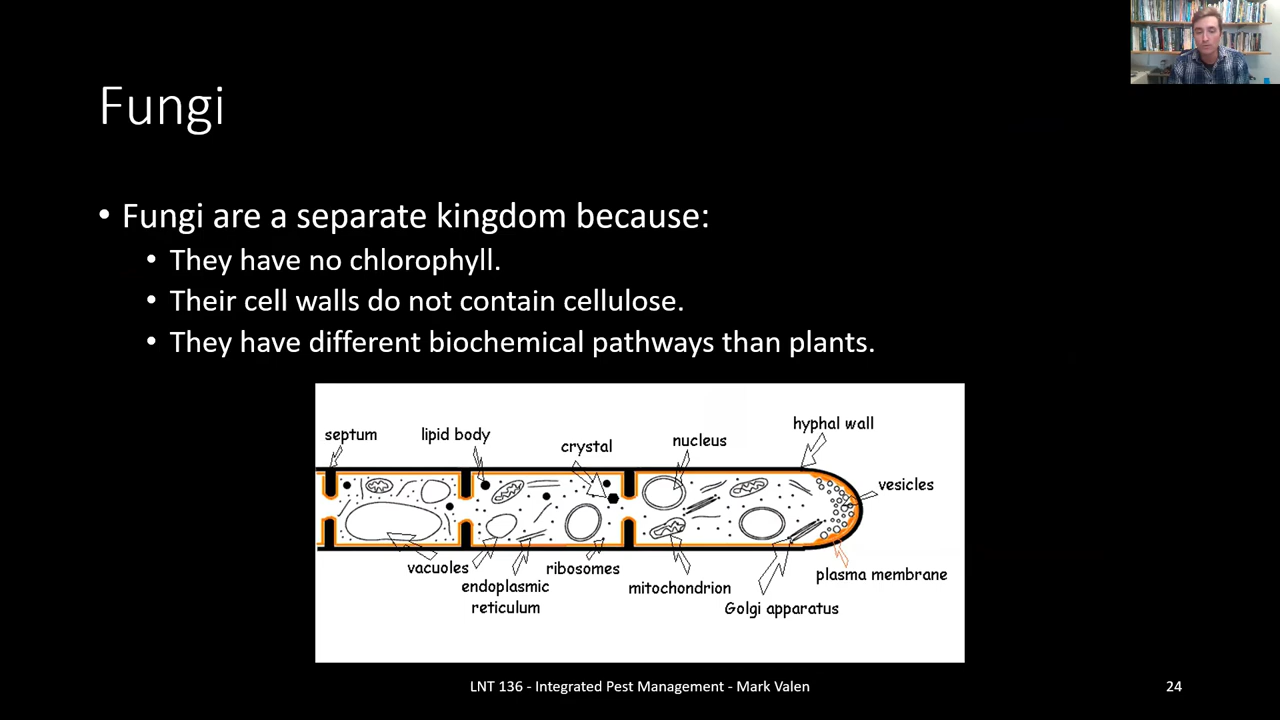 Fungi
• Fungi are a separate kingdom because:
• They have no chlorophyll.
• Their cell walls do not contain cellulose.
• They have different biochemical pathways than plants.
septum
lipid body
crystal
nucleus
hyphal wall
vesicles
vacuoles
endoplasmic
reticulum
ribosomes
mitochondrion
Golgi apparatus
plasma membrane
LNT 136 - Integrated Pest Management - Mark Valen
24